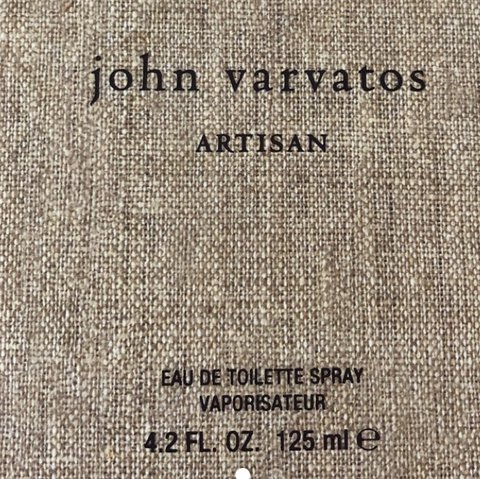 john varvatos
ARTISAN
EAU DE TOILETTE SPRAY
VAPORISATEUR
4.2 FL. OZ. 125 ml ℮